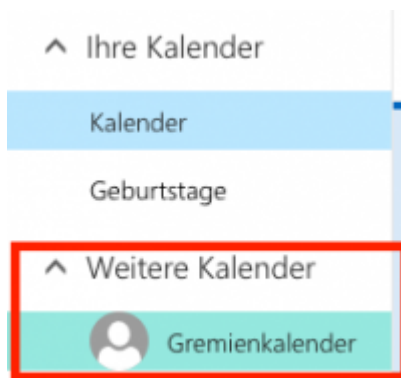 Ihre Kalender
Kalender
Geburtstage
Weitere Kalender
Gremienkalender